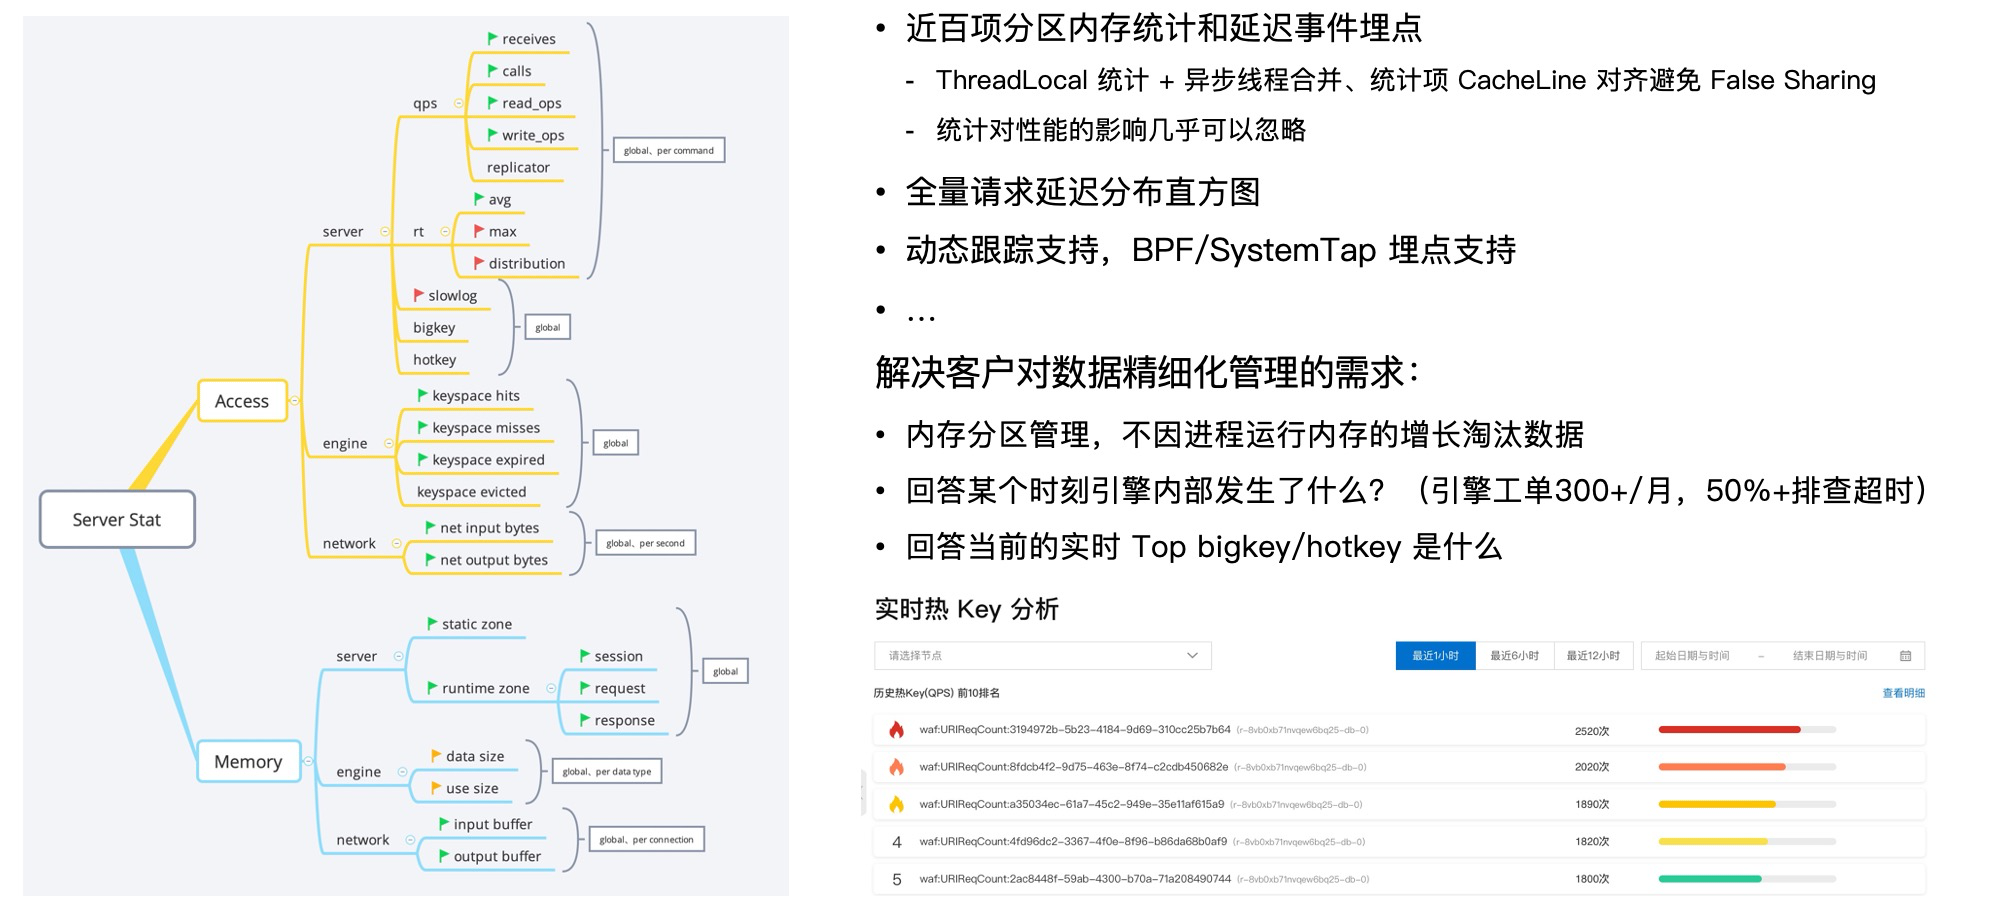 receives
calls
qps
read_ops
write_ops
global、per command
replicator
avg
server
rt
max
distribution
slowlog
bigkey
global
hotkey
Access
keyspace hits
keyspace misses
engine
global
keyspace expired
keyspace evicted
Server Stat
net input bytes
network
global、per second
net output bytes
static zone
server
session
global
runtime zone
request
response
Memory
data size
engine
global、per data type
use size
input buffer
network
global、per connection
output buffer
• 近百项分区内存统计和延迟事件埋点
- ThreadLocal 统计 + 异步线程合并、统计项 CacheLine 对齐避免 False Sharing
- 统计对性能的影响几乎可以忽略
• 全量请求延迟分布直方图
• 动态跟踪支持，BPF/SystemTap 埋点支持
• ...
解决客户对数据精细化管理的需求：
• 内存分区管理，不因进程运行内存的增长淘汰数据
• 回答某个时刻引擎内部发生了什么？（引擎工单300+/月，50%+排查超时）
• 回答当前的实时 Top bigkey/hotkey 是什么
实时热 Key 分析
请选择节点 最近1小时 最近6小时 最近12小时 起始日期与时间 – 结束日期与时间
历史热Key(QPS) 前10排名 查看明细
waf:URIReqCount:3194972b-5b23-4184-9d69-310cc25b7b64 (r-8vb0xb71nvqew6bq25-db-0) 2520次
waf:URIReqCount:8fdcb4f2-9d75-463e-8f74-c2cdb450682e (r-8vb0xb71nvqew6bq25-db-0) 2020次
waf:URIReqCount:a35034ec-61a7-45c2-949e-35e11af615a9 (r-8vb0xb71nvqew6bq25-db-0) 1890次
4 waf:URIReqCount:4fd96dc2-3367-4f0e-8f96-b86da68b0af9 (r-8vb0xb71nvqew6bq25-db-0) 1820次
5 waf:URIReqCount:2ac8448f-59ab-4300-b70a-71a208490744 (r-8vb0xb71nvqew6bq25-db-0) 1800次